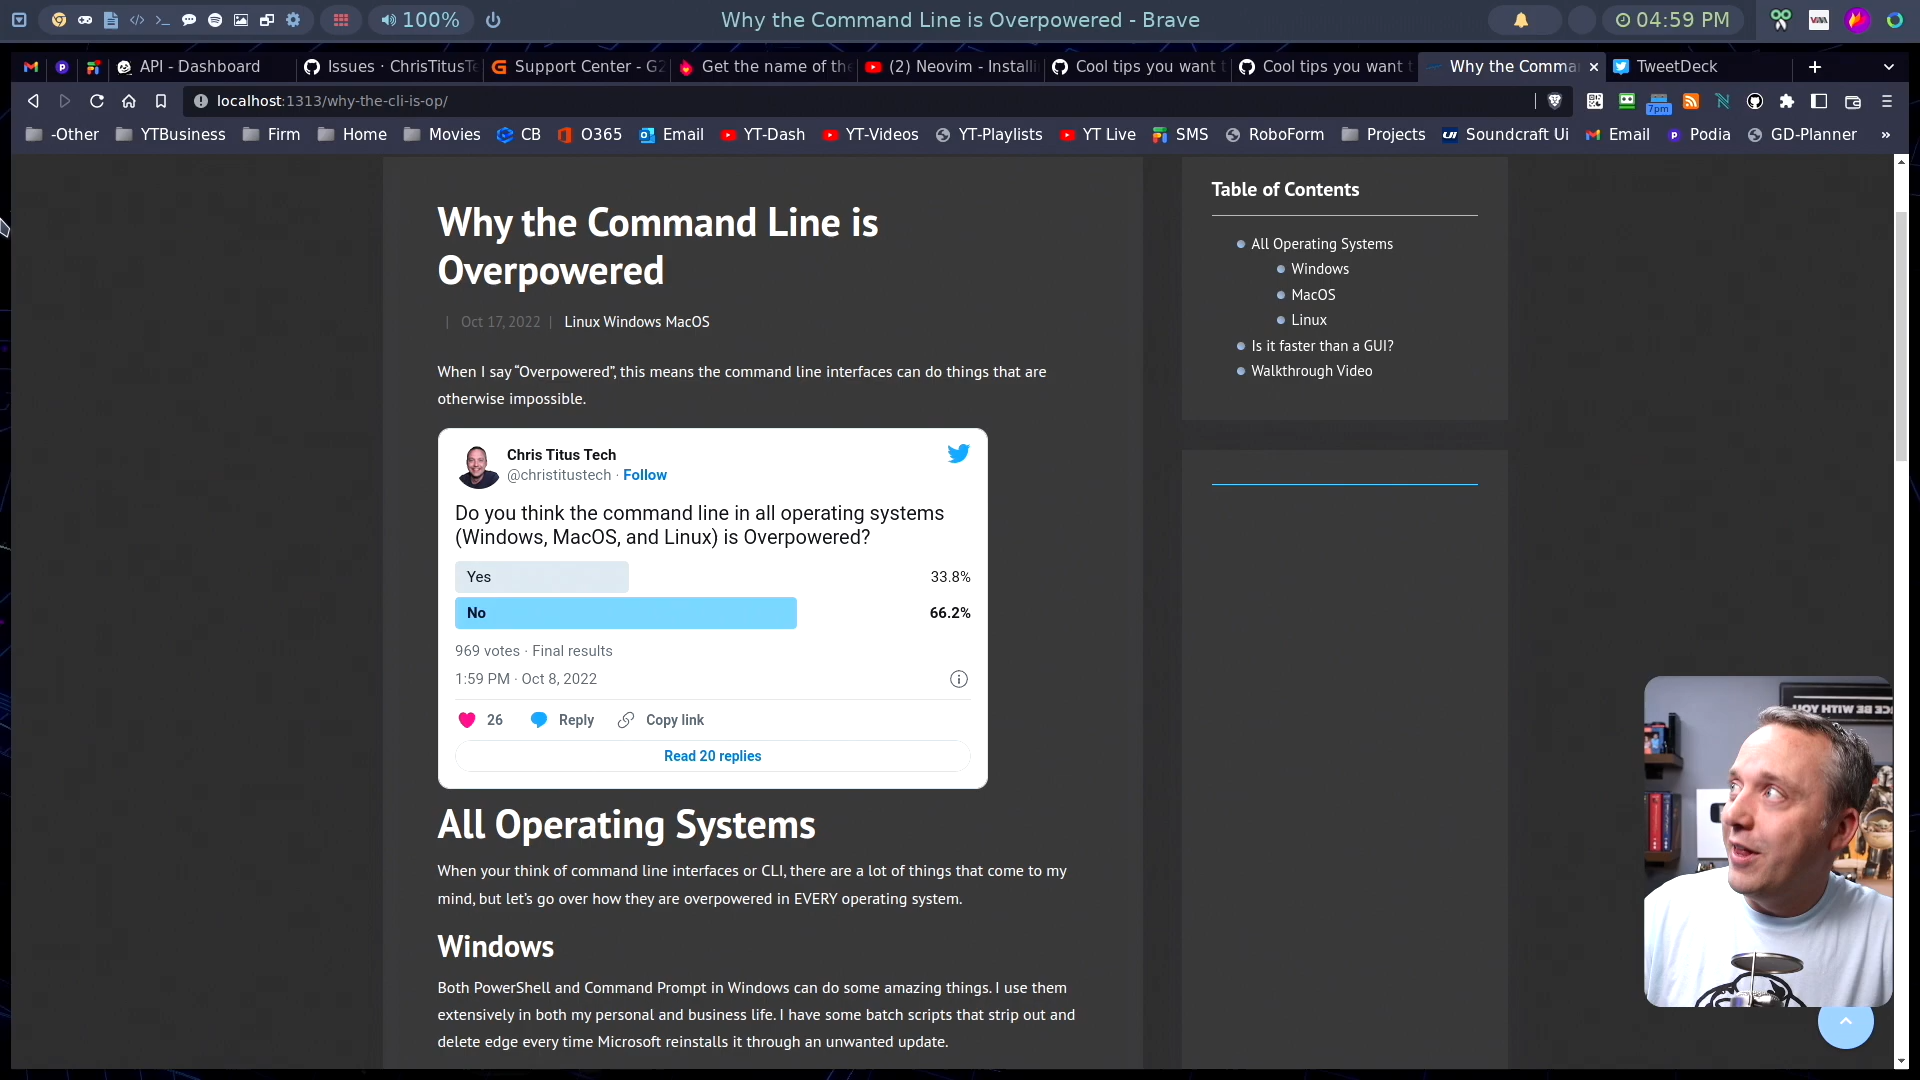 100%
Why the Command Line is Overpowered - Brave
04:59 PM
API - Dashboard
Issues · ChrisTitusTe
Support Center - G2
Get the name of the
(2) Neovim - Installi
Cool tips you want t
Cool tips you want t
Why the Comma
TweetDeck
localhost:1313/why-the-cli-is-op/
7pm
-Other
YTBusiness
Firm
Home
Movies
CB
O365
Email
YT-Dash
YT-Videos
YT-Playlists
YT Live
SMS
RoboForm
Projects
Soundcraft Ui
Email
Podia
GD-Planner
»
Why the Command Line is
Overpowered
| Oct 17, 2022 | Linux Windows MacOS
When I say “Overpowered”, this means the command line interfaces can do things that are
otherwise impossible.
Chris Titus Tech
@christitustech · Follow
Do you think the command line in all operating systems
(Windows, MacOS, and Linux) is Overpowered?
Yes 33.8%
No 66.2%
969 votes · Final results
1:59 PM · Oct 8, 2022
26 Reply Copy link
Read 20 replies
All Operating Systems
When your think of command line interfaces or CLI, there are a lot of things that come to my
mind, but let’s go over how they are overpowered in EVERY operating system.
Windows
Both PowerShell and Command Prompt in Windows can do some amazing things. I use them
extensively in both my personal and business life. I have some batch scripts that strip out and
delete edge every time Microsoft reinstalls it through an unwanted update.
Table of Contents
All Operating Systems
Windows
MacOS
Linux
Is it faster than a GUI?
Walkthrough Video